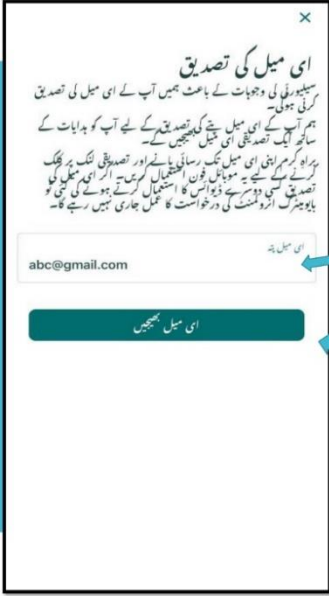 ای میل کی تصدیق
سیکیورٹی کی وجوہات کے باعث ہمیں آپ کے ای میل کی تصدیق
کرنی ہوگی۔
ہم آپ کے ای میل پتے کی تصدیق کے لیے آپ کو ہدایات کے
ساتھ ایک تصدیقی ای میل بھیجیں گے۔
براہ کرم اپنی ای میل تک رسائی پانے اور تصدیقی لنک پر کلک
کرنے کے لیے یہ موبائل فون استعمال کریں۔ اگر ای میل کی
تصدیق کسی دوسرے ڈیوائس کا استعمال کرتے ہوئے کی گئی تو
بایومیٹرک انرولمنٹ کی درخواست کا عمل جاری نہیں رہے گا۔
ای میل پتہ
abc@gmail.com
ای میل بھیجیں